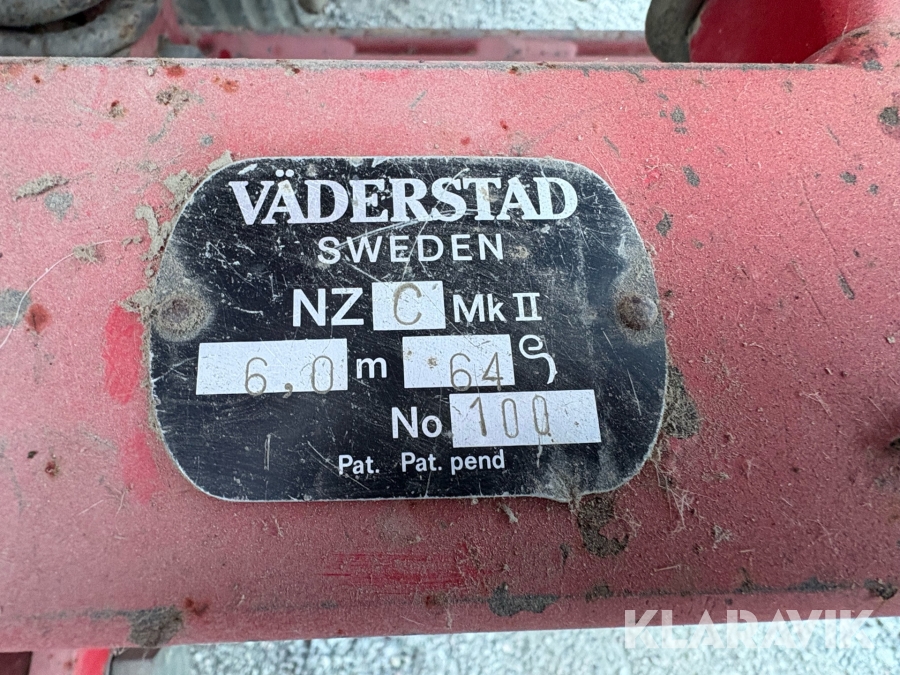 VÄDERSTAD
SWEDEN
NZ C Mk II
6,0 m 64
No 100
Pat. Pat. pend
KLARAVIK